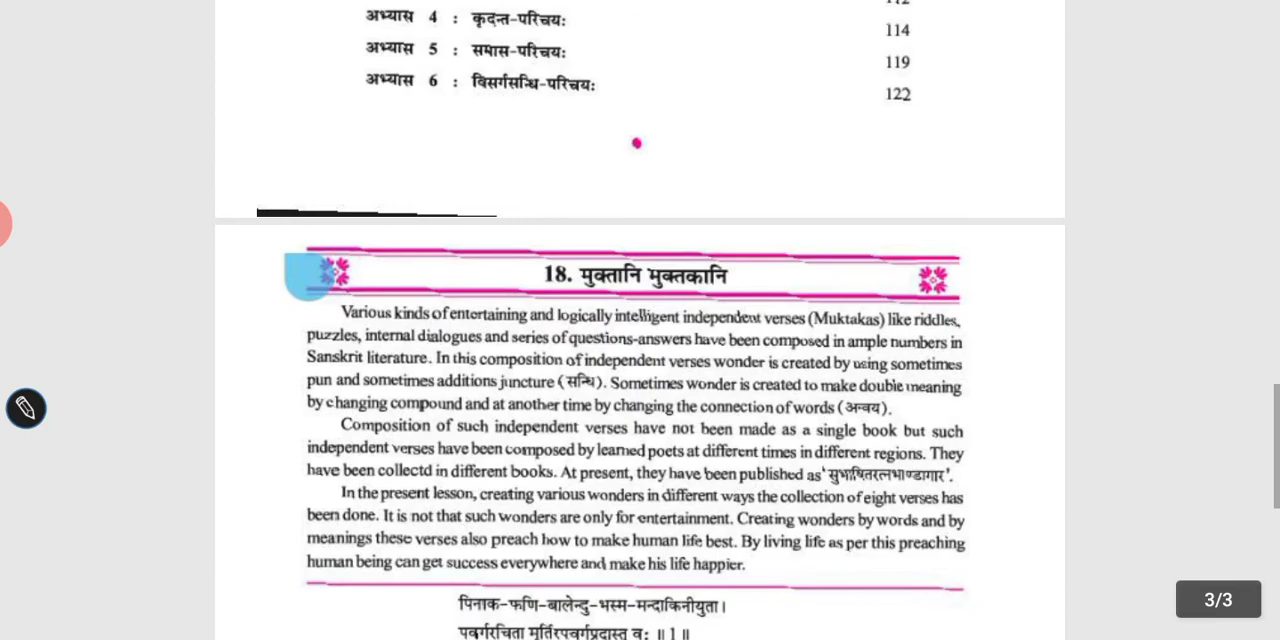 अभ्यास 4 : कृदन्त-परिचयः 114
अभ्यास 5 : समास-परिचयः 119
अभ्यास 6 : विसर्गसन्धि-परिचयः 122
18. मुक्तानि मुक्तकानि
Various kinds of entertaining and logically intelligent independent verses (Muktakas) like riddles,
puzzles, internal dialogues and series of questions-answers have been composed in ample numbers in
Sanskrit literature. In this composition of independent verses wonder is created by using sometimes
pun and sometimes additions juncture (सन्धि). Sometimes wonder is created to make double meaning
by changing compound and at another time by changing the connection of words (अन्वय).
Composition of such independent verses have not been made as a single book but such
independent verses have been composed by learned poets at different times in different regions. They
have been collectd in different books. At present, they have been published as ' सुभाषितरत्नभाण्डागार '.
In the present lesson, creating various wonders in different ways the collection of eight verses has
been done. It is not that such wonders are only for entertainment. Creating wonders by words and by
meanings these verses also preach how to make human life best. By living life as per this preaching
human being can get success everywhere and make his life happier.
पिनाक-फणि-बालेन्दु-भस्म-मन्दाकिनीयुता ।
पवर्गरचिता मूर्तिरपवर्गप्रदास्तु वः ॥ 1 ॥
3/3